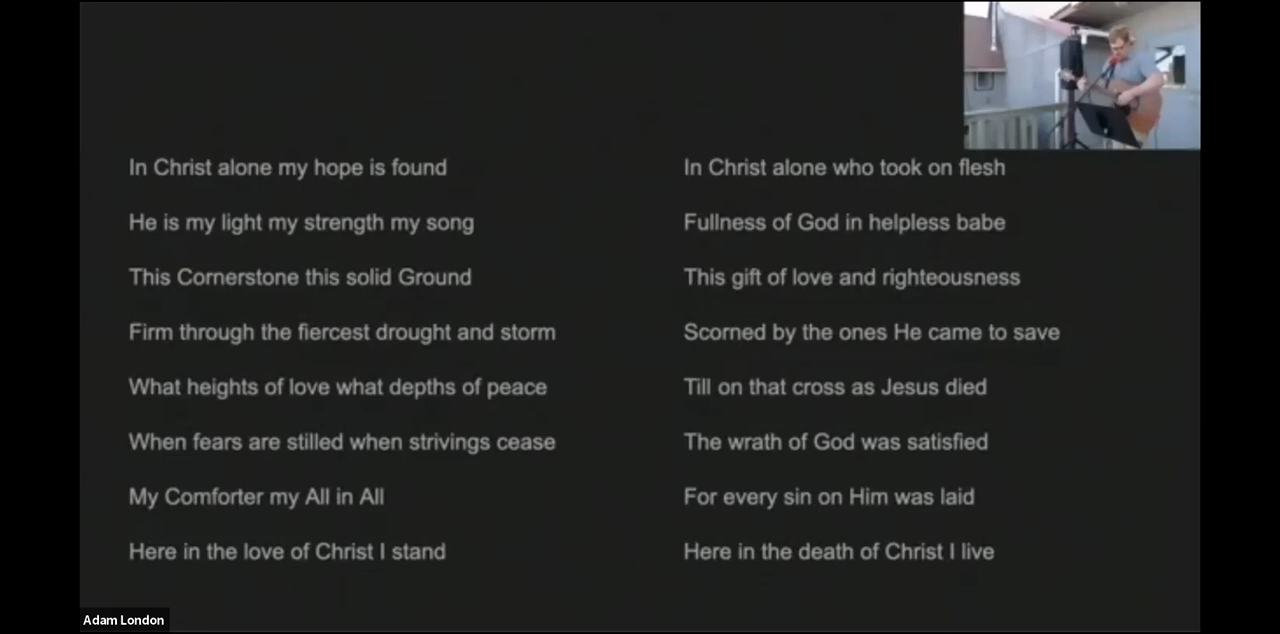 In Christ alone my hope is found
He is my light my strength my song
This Cornerstone this solid Ground
Firm through the fiercest drought and storm
What heights of love what depths of peace
When fears are stilled when strivings cease
My Comforter my All in All
Here in the love of Christ I stand
In Christ alone who took on flesh
Fullness of God in helpless babe
This gift of love and righteousness
Scorned by the ones He came to save
Till on that cross as Jesus died
The wrath of God was satisfied
For every sin on Him was laid
Here in the death of Christ I live
Adam London